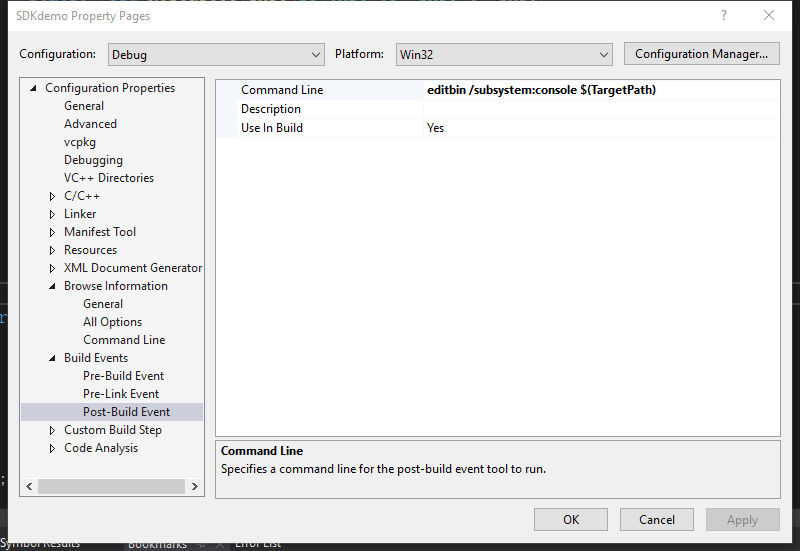 SDKdemo Property Pages
Configuration: Debug Platform: Win32 Configuration Manager...
Configuration Properties
General
Advanced
vcpkg
Debugging
VC++ Directories
C/C++
Linker
Manifest Tool
Resources
XML Document Generator
Browse Information
General
All Options
Command Line
Build Events
Pre-Build Event
Pre-Link Event
Post-Build Event
Custom Build Step
Code Analysis
Command Line editbin /subsystem:console $(TargetPath)
Description
Use In Build Yes
Command Line
Specifies a command line for the post-build event tool to run.
OK Cancel Apply
Symbol Results Bookmarks Error List